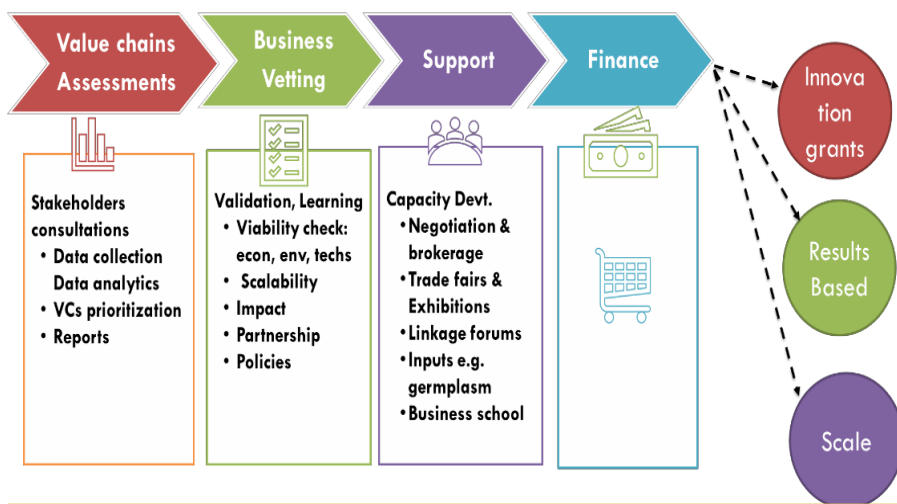 Value chains
Assessments
Business
Vetting
Support
Finance
Stakeholders
consultations
• Data collection
Data analytics
• VCs prioritization
• Reports
Validation, Learning
• Viability check:
econ, env, techs
• Scalability
• Impact
• Partnership
• Policies
Capacity Devt.
• Negotiation &
brokerage
• Trade fairs &
Exhibitions
• Linkage forums
• Inputs e.g.
germplasm
• Business school
Innova
tion
grants
Results
Based
Scale